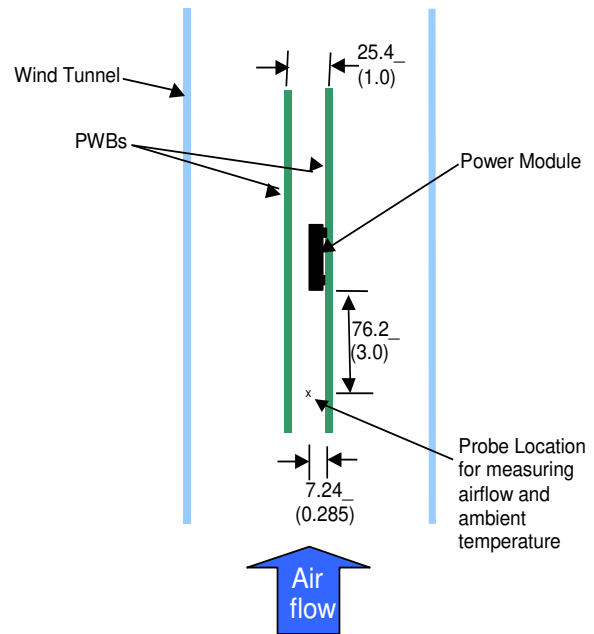 25.4_
(1.0)
Wind Tunnel
PWBs
Power Module
76.2_
(3.0)
x
Probe Location
for measuring
airflow and
ambient
temperature
7.24_
(0.285)
Air
flow